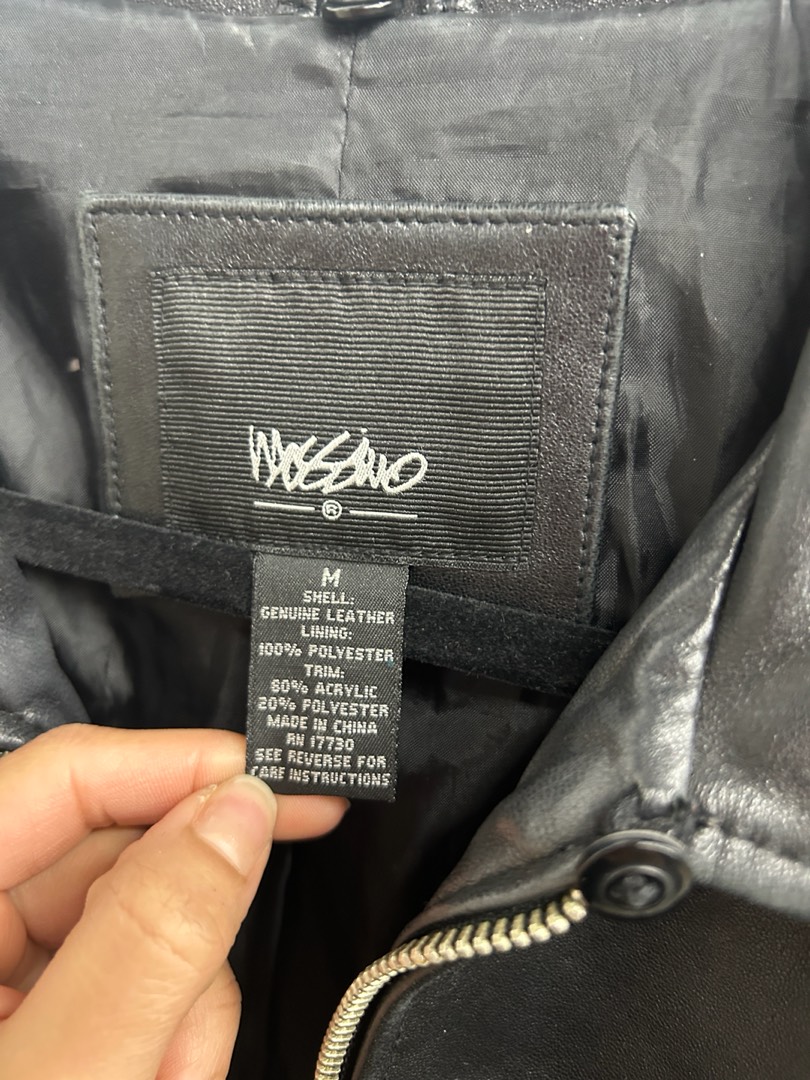 MOSSIMO
®
M
SHELL:
GENUINE LEATHER
LINING:
100% POLYESTER
TRIM:
80% ACRYLIC
20% POLYESTER
MADE IN CHINA
RN 17730
SEE REVERSE FOR
CARE INSTRUCTIONS